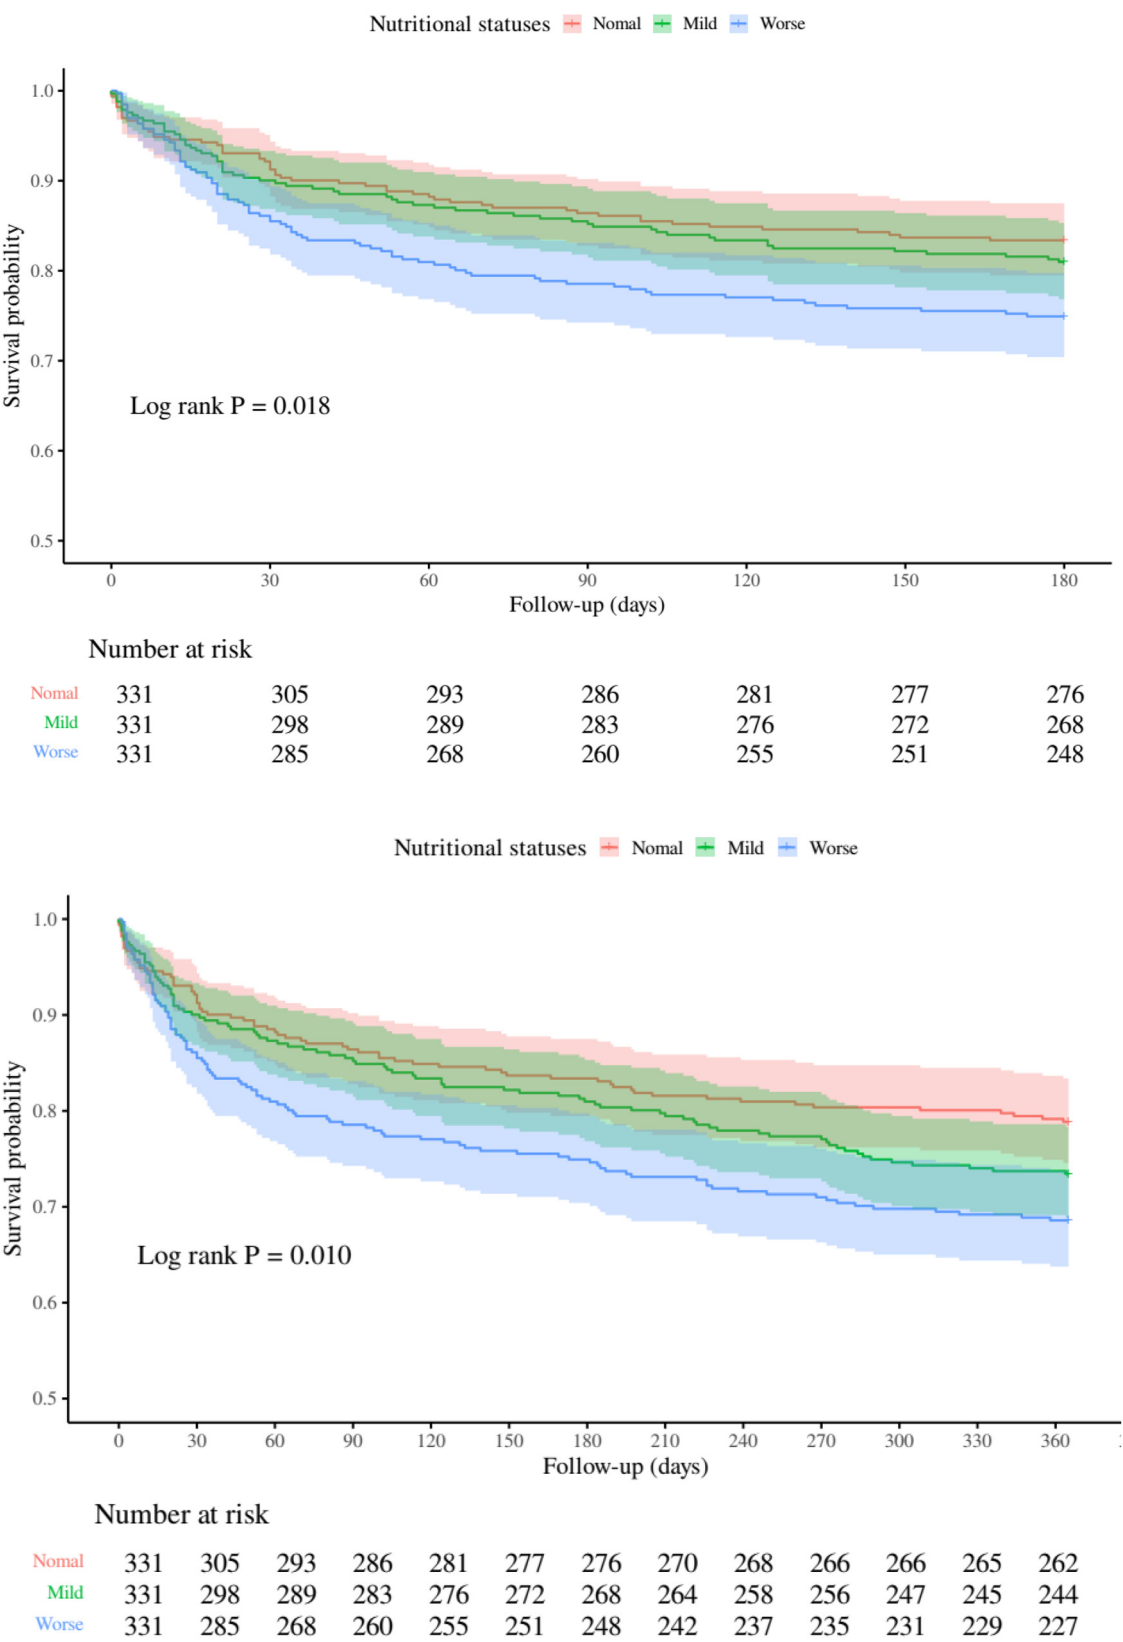 Nutritional statuses Nomal Mild Worse
1.0
0.9
0.8
0.7
0.6
0.5
Survival probability
Log rank P = 0.018
0 30 60 90 120 150 180
Follow-up (days)
Number at risk
Nomal 331 305 293 286 281 277 276
Mild 331 298 289 283 276 272 268
Worse 331 285 268 260 255 251 248
Nutritional statuses Nomal Mild Worse
1.0
0.9
0.8
0.7
0.6
0.5
Survival probability
Log rank P = 0.010
0 30 60 90 120 150 180 210 240 270 300 330 360
Follow-up (days)
Number at risk
Nomal 331 305 293 286 281 277 276 270 268 266 266 265 262
Mild 331 298 289 283 276 272 268 264 258 256 247 245 244
Worse 331 285 268 260 255 251 248 242 237 235 231 229 227